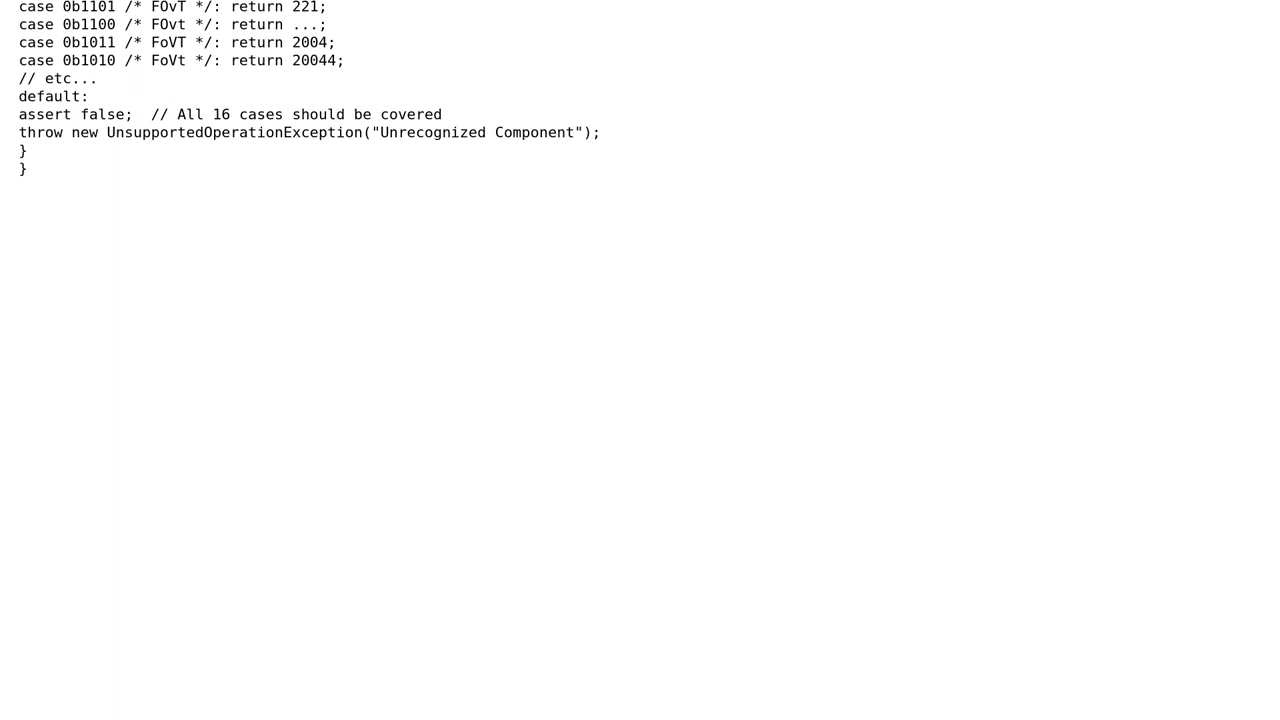 case 0b1101 /* FOvT */: return 221;
case 0b1100 /* FOvt */: return ...;
case 0b1011 /* FoVT */: return 2004;
case 0b1010 /* FoVt */: return 20044;
// etc...
default:
assert false;  // All 16 cases should be covered
throw new UnsupportedOperationException("Unrecognized Component");
}
}